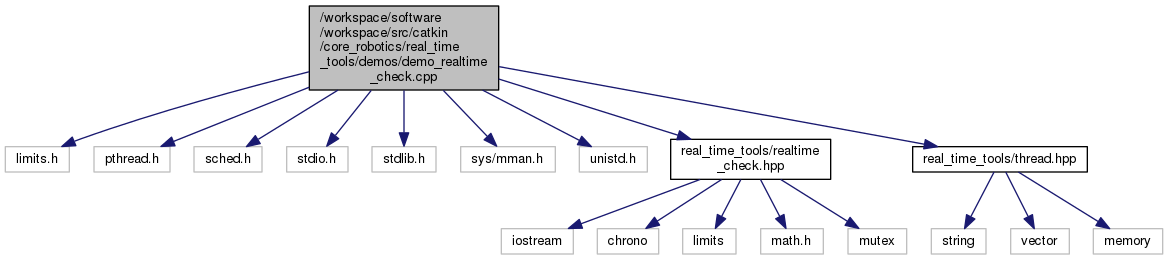 /workspace/software
/workspace/src/catkin
/core_robotics/real_time
_tools/demos/demo_realtime
_check.cpp
limits.h
pthread.h
sched.h
stdio.h
stdlib.h
sys/mman.h
unistd.h
real_time_tools/realtime
_check.hpp
real_time_tools/thread.hpp
iostream
chrono
limits
math.h
mutex
string
vector
memory